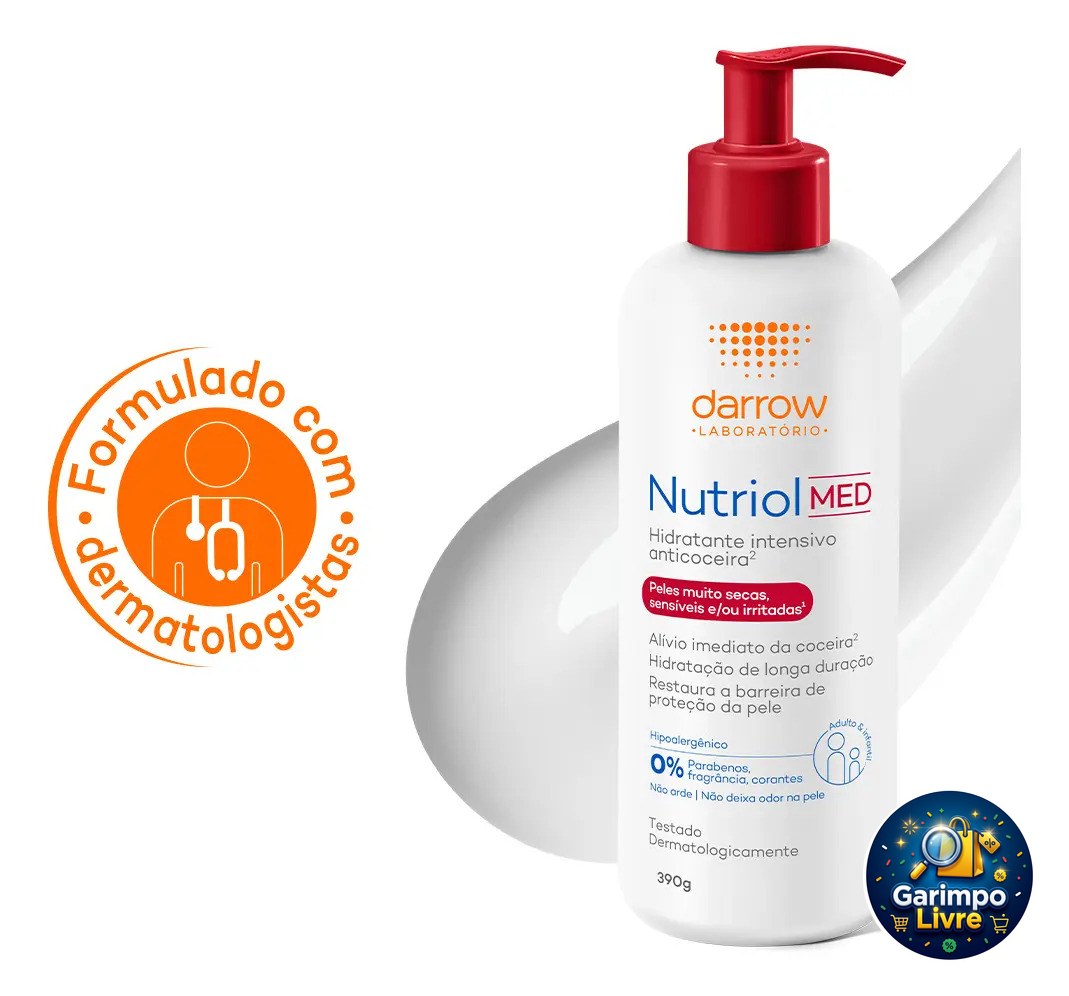 Formulado com
dermatologistas
darrow
•LABORATÓRIO•
Nutriol MED
Hidratante intensivo
anticoceira²
Peles muito secas,
sensíveis e/ou irritadas¹
Alívio imediato da coceira²
Hidratação de longa duração
Restaura a barreira de
proteção da pele
Adulto & infantil
Hipoalergênico
0% Parabenos,
fragrância, corantes
Não arde | Não deixa odor na pele
Testado
Dermatologicamente
390g
%
%
Garimpo
Livre
%